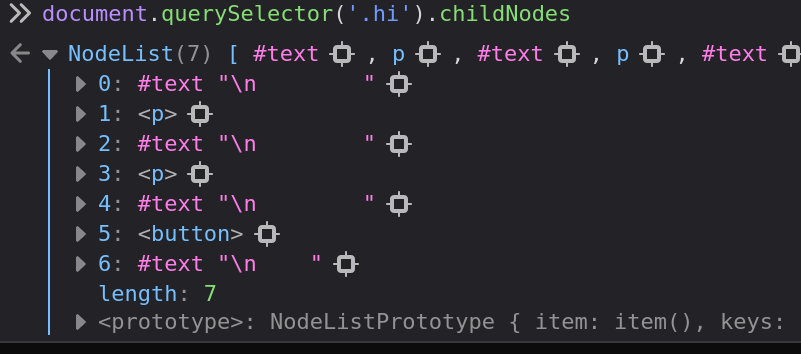 document.querySelector('.hi').childNodes
NodeList(7) [ #text , p , #text , p , #text
0: #text "\n        "
1: <p>
2: #text "\n        "
3: <p>
4: #text "\n        "
5: <button>
6: #text "\n    "
length: 7
<prototype>: NodeListPrototype { item: item(), keys: